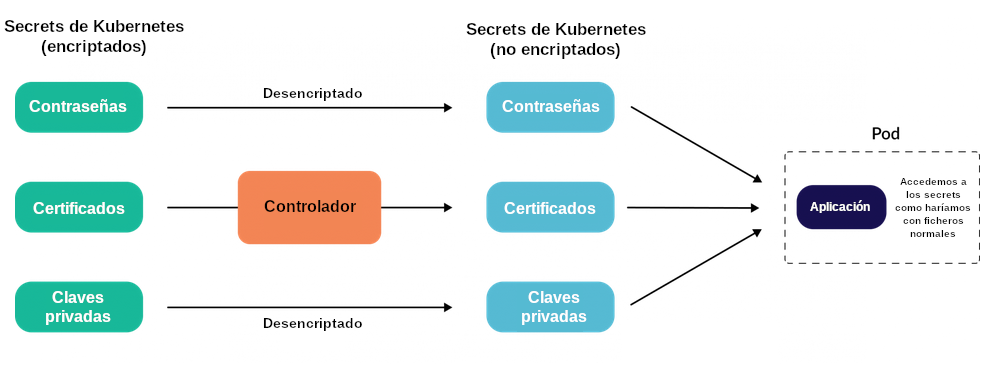 Secrets de Kubernetes
(encriptados)
Secrets de Kubernetes
(no encriptados)
Contraseñas
Desencriptado
Contraseñas
Pod
Certificados
Controlador
Certificados
Aplicación
Accedemos a
los secrets
como haríamos
con ficheros
normales
Claves
privadas
Desencriptado
Claves
privadas